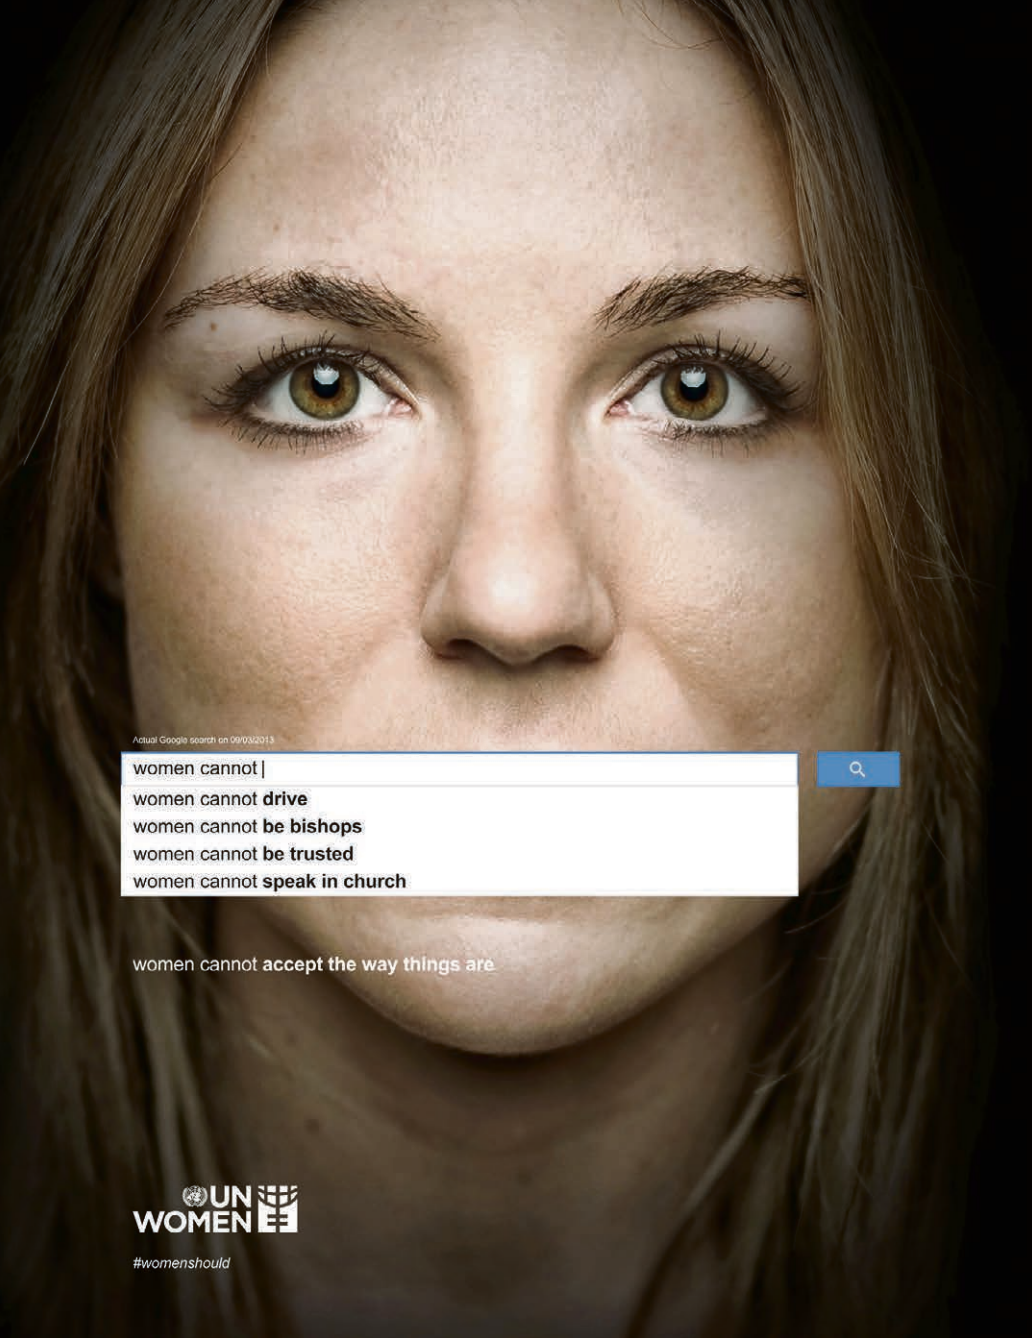 Actual Google search on 09/03/2013
women cannot
women cannot drive
women cannot be bishops
women cannot be trusted
women cannot speak in church
women cannot accept the way things are
UN
WOMEN
#womenshould